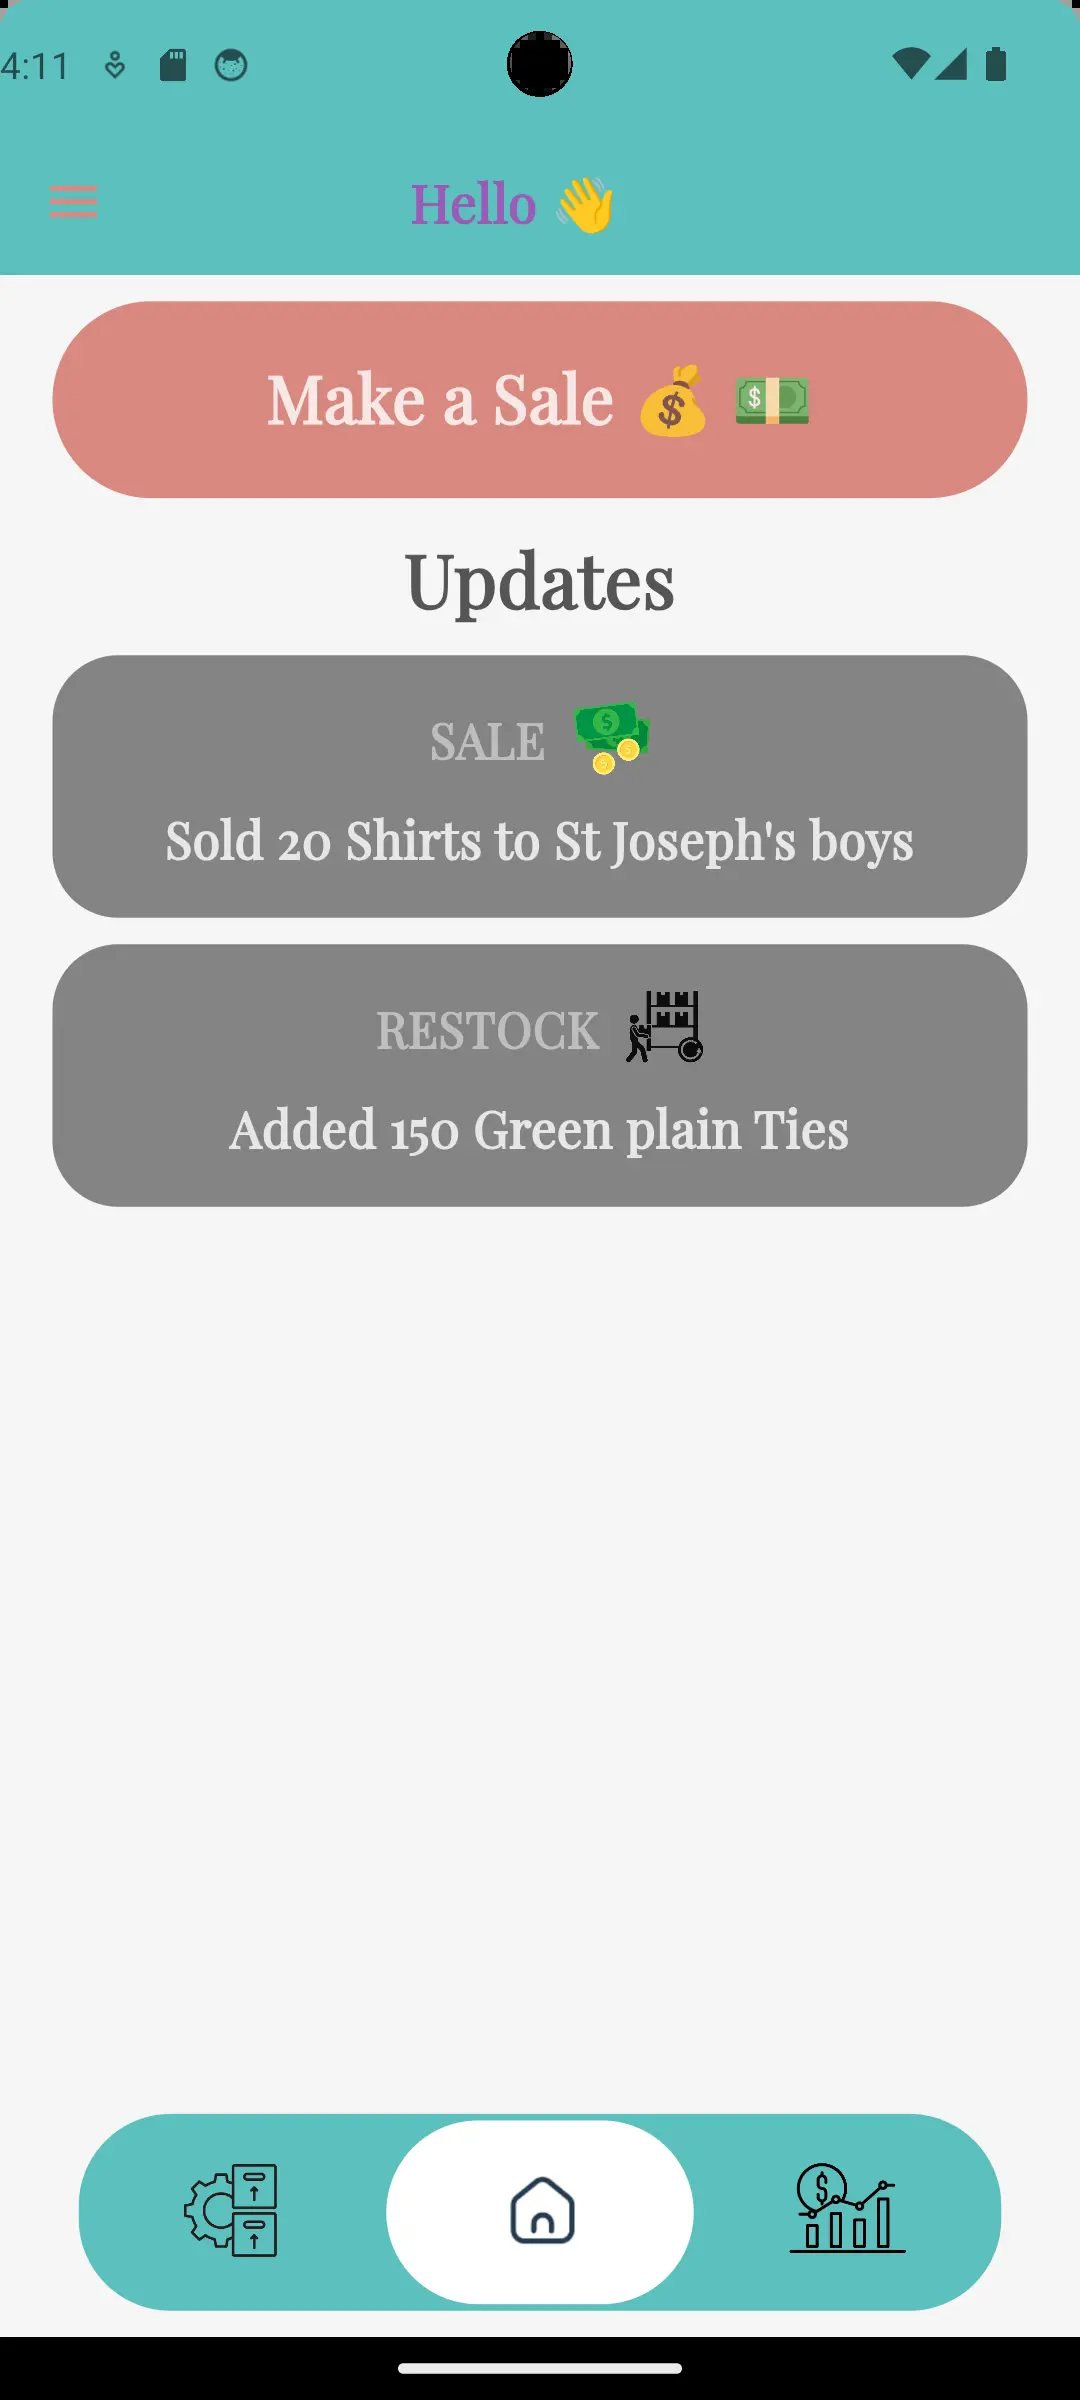 4:11
Hello 👋
Make a Sale 💰 💵
Updates
SALE
Sold 20 Shirts to St Joseph's boys
RESTOCK
Added 150 Green plain Ties